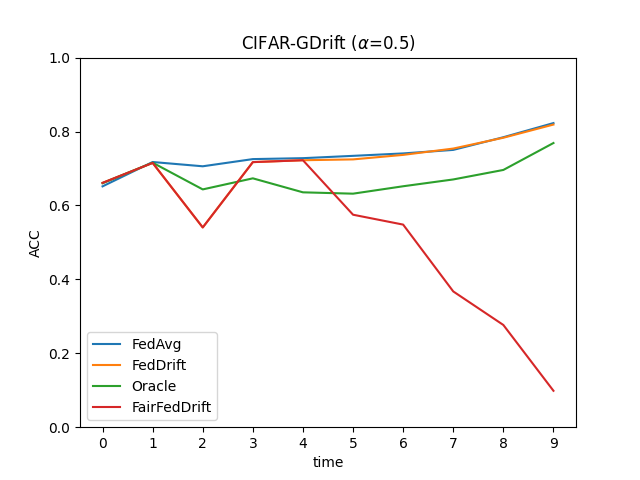 CIFAR-GDrift (α=0.5)
1.0
0.8
0.6
0.4
0.2
0.0
ACC
FedAvg
FedDrift
Oracle
FairFedDrift
0 1 2 3 4 5 6 7 8 9
time